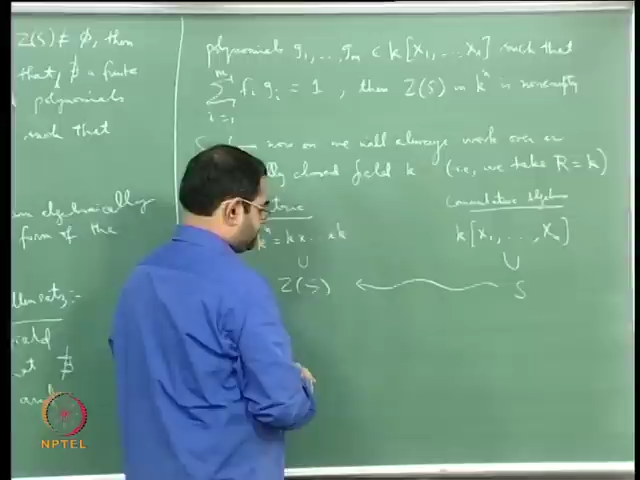 Z(S) ≠ ∅, then
that, ∄ a finite
polynomials
such that
algebraically
form of the
∄
polynomials g₁, ..., gₘ ∈ k[X₁, ... Xₙ] such that
∑ᵢ₌₁ᵐ fᵢ gᵢ = 1, then Z(S) in kⁿ is nonempty
now on we will always work over an
closed field k (i.e., we take R = k)
Commutative algebra
kⁿ = k x ... x k
k[X₁, ..., Xₙ]
∪
∪
Z(S)
S
NPTEL